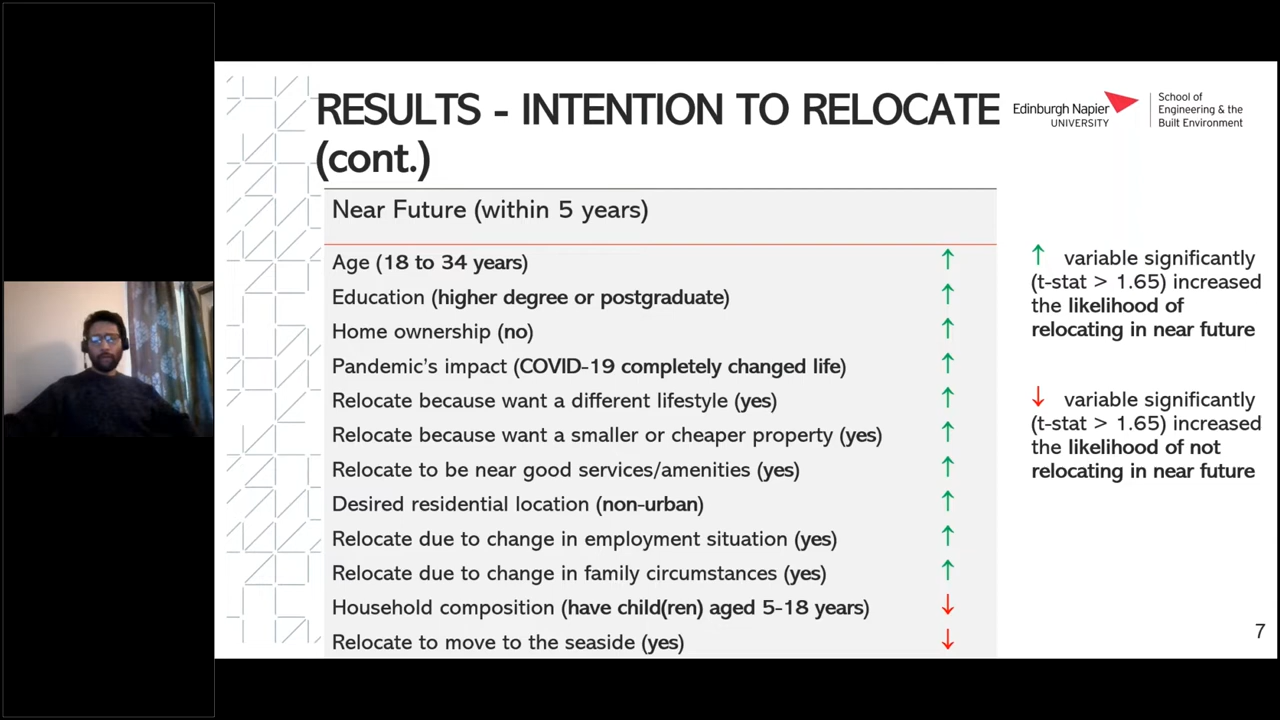 RESULTS - INTENTION TO RELOCATE
(cont.)
Edinburgh Napier
UNIVERSITY
School of
Engineering & the
Built Environment
Near Future (within 5 years)
Age (18 to 34 years) ↑
Education (higher degree or postgraduate) ↑
Home ownership (no) ↑
Pandemic's impact (COVID-19 completely changed life) ↑
Relocate because want a different lifestyle (yes) ↑
Relocate because want a smaller or cheaper property (yes) ↑
Relocate to be near good services/amenities (yes) ↑
Desired residential location (non-urban) ↑
Relocate due to change in employment situation (yes) ↑
Relocate due to change in family circumstances (yes) ↑
Household composition (have child(ren) aged 5-18 years) ↓
Relocate to move to the seaside (yes) ↓
↑ variable significantly
(t-stat > 1.65) increased
the likelihood of
relocating in near future
↓ variable significantly
(t-stat > 1.65) increased
the likelihood of not
relocating in near future
7